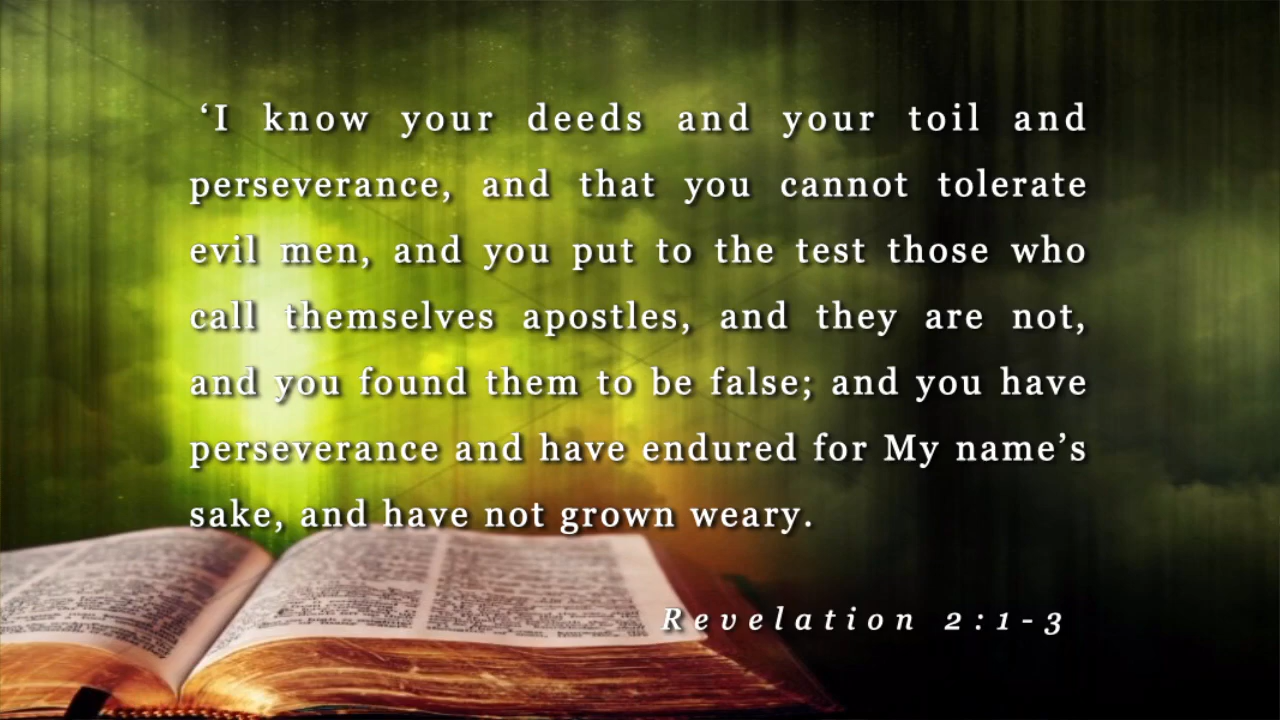 ‘I know your deeds and your toil and
perseverance, and that you cannot tolerate
evil men, and you put to the test those who
call themselves apostles, and they are not,
and you found them to be false; and you have
perseverance and have endured for My name’s
sake, and have not grown weary.
Revelation 2:1-3